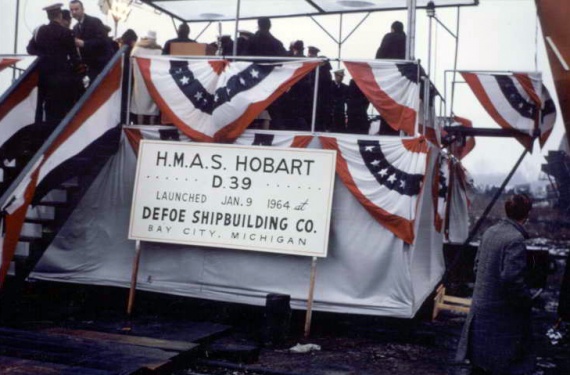 H.M.A.S. HOBART
D.39
LAUNCHED JAN. 9 1964 at
DEFOE SHIPBUILDING CO.
BAY CITY, MICHIGAN